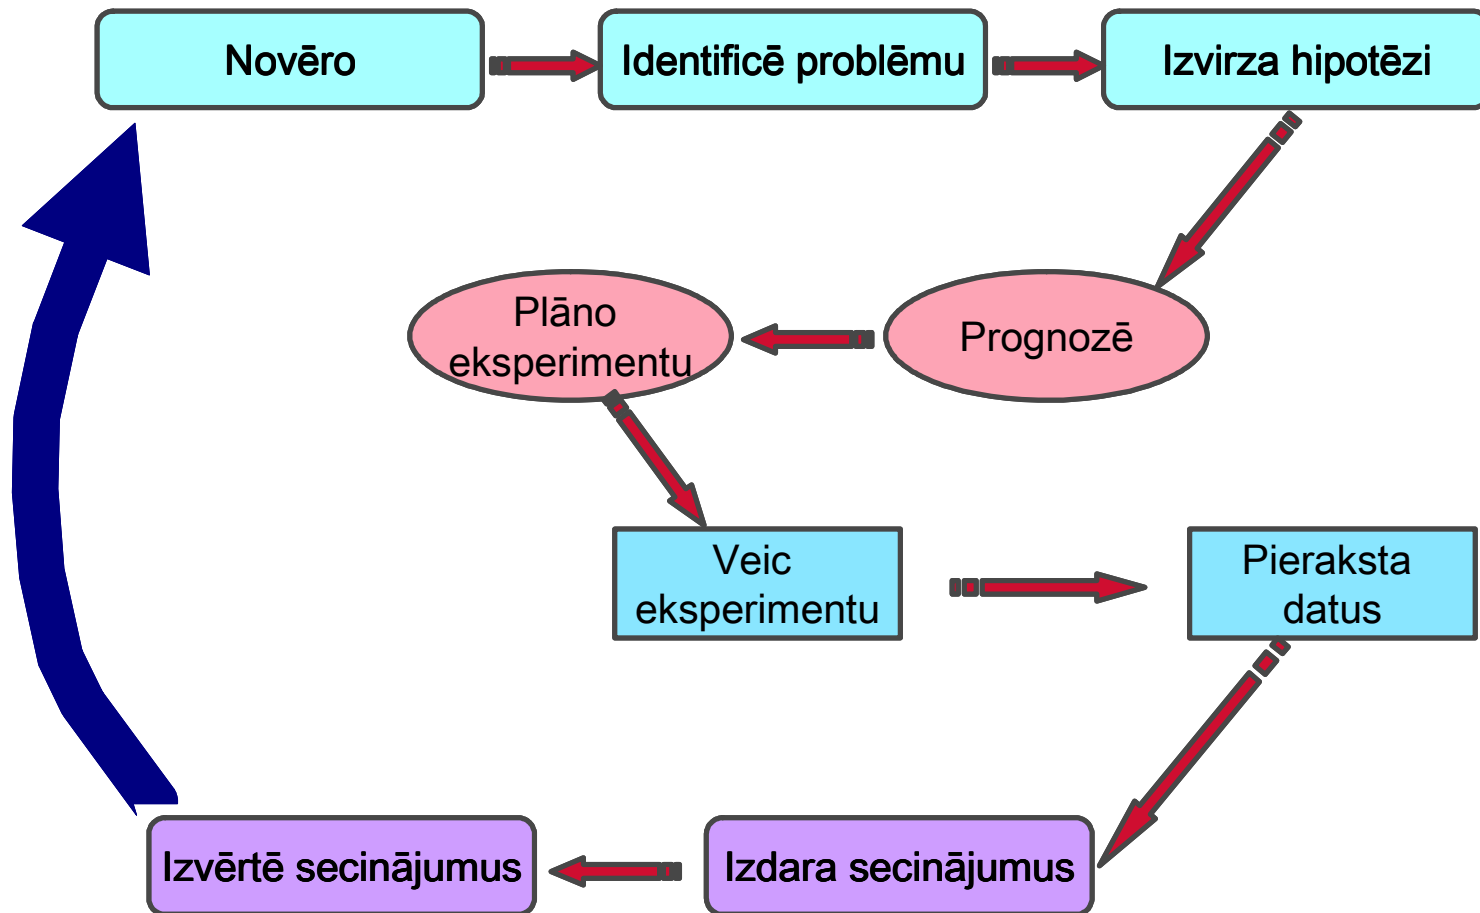 Novēro
Identificē problēmu
Izvirza hipotēzi
Prognozē
Plāno
eksperimentu
Veic
eksperimentu
Pieraksta
datus
Izdara secinājumus
Izvērtē secinājumus